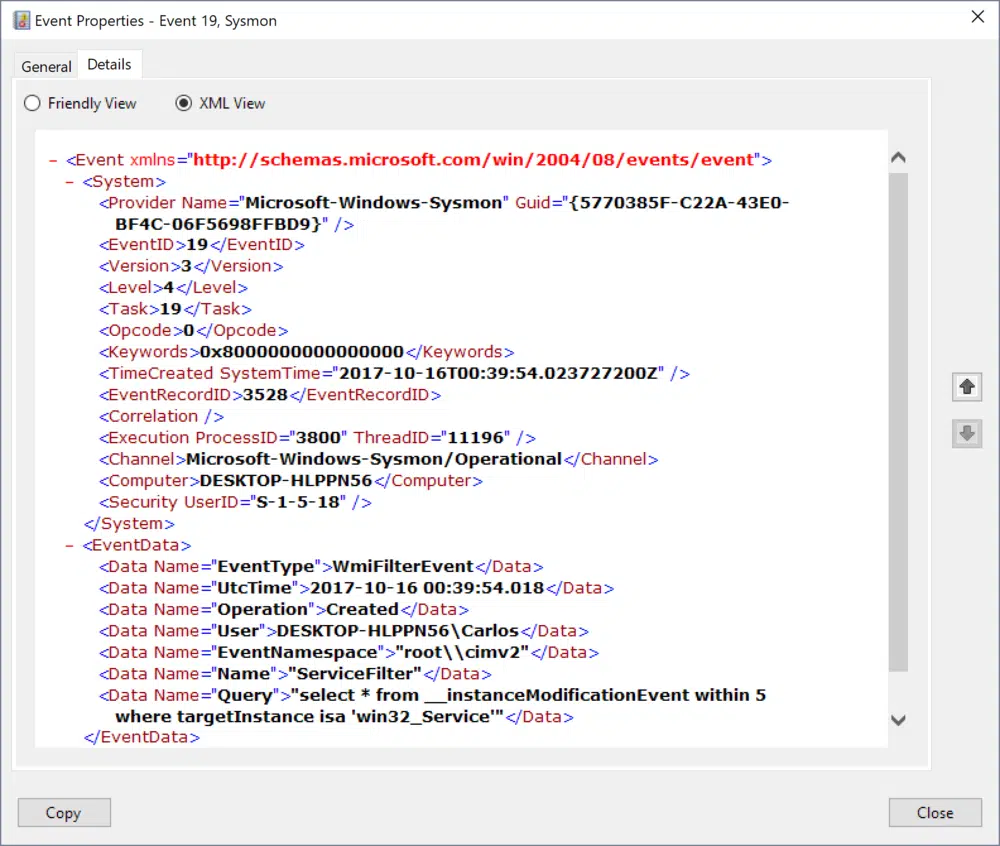 Event Properties - Event 19, Sysmon
General Details
Friendly View XML View
– <Event xmlns="http://schemas.microsoft.com/win/2004/08/events/event">
– <System>
<Provider Name="Microsoft-Windows-Sysmon" Guid="{5770385F-C22A-43E0-
BF4C-06F5698FFBD9}" />
<EventID>19</EventID>
<Version>3</Version>
<Level>4</Level>
<Task>19</Task>
<Opcode>0</Opcode>
<Keywords>0x8000000000000000</Keywords>
<TimeCreated SystemTime="2017-10-16T00:39:54.023727200Z" />
<EventRecordID>3528</EventRecordID>
<Correlation />
<Execution ProcessID="3800" ThreadID="11196" />
<Channel>Microsoft-Windows-Sysmon/Operational</Channel>
<Computer>DESKTOP-HLPPN56</Computer>
<Security UserID="S-1-5-18" />
</System>
– <EventData>
<Data Name="EventType">WmiFilterEvent</Data>
<Data Name="UtcTime">2017-10-16 00:39:54.018</Data>
<Data Name="Operation">Created</Data>
<Data Name="User">DESKTOP-HLPPN56\Carlos</Data>
<Data Name="EventNamespace">"root\\cimv2"</Data>
<Data Name="Name">"ServiceFilter"</Data>
<Data Name="Query">"select * from __instanceModificationEvent within 5
where targetInstance isa 'win32_Service'"</Data>
</EventData>
Copy Close